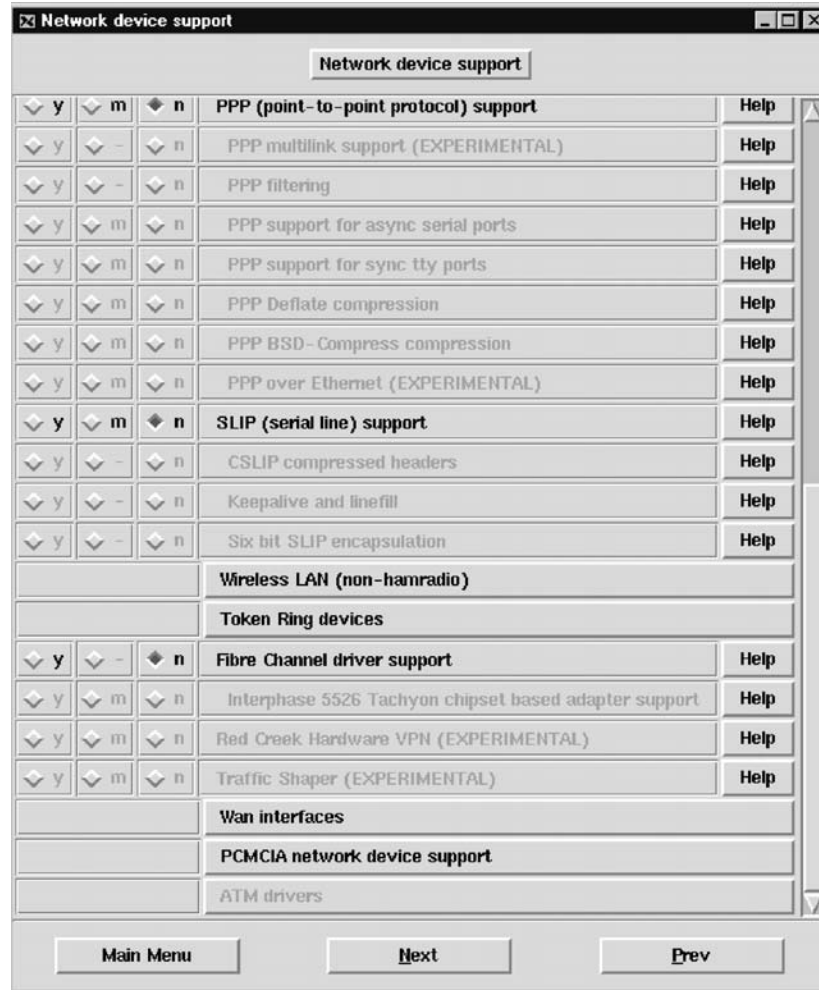 Network device support
Network device support
y m n PPP (point-to-point protocol) support Help
y - n PPP multilink support (EXPERIMENTAL) Help
y - n PPP filtering Help
y m n PPP support for async serial ports Help
y m n PPP support for sync tty ports Help
y m n PPP Deflate compression Help
y m n PPP BSD-Compress compression Help
y m n PPP over Ethernet (EXPERIMENTAL) Help
y m n SLIP (serial line) support Help
y - n CSLIP compressed headers Help
y - n Keepalive and linefill Help
y - n Six bit SLIP encapsulation Help
Wireless LAN (non-hamradio)
Token Ring devices
y - n Fibre Channel driver support Help
y m n Interphase 5526 Tachyon chipset based adapter support Help
y m n Red Creek Hardware VPN (EXPERIMENTAL) Help
y m n Traffic Shaper (EXPERIMENTAL) Help
Wan interfaces
PCMCIA network device support
ATM drivers
Main Menu Next Prev